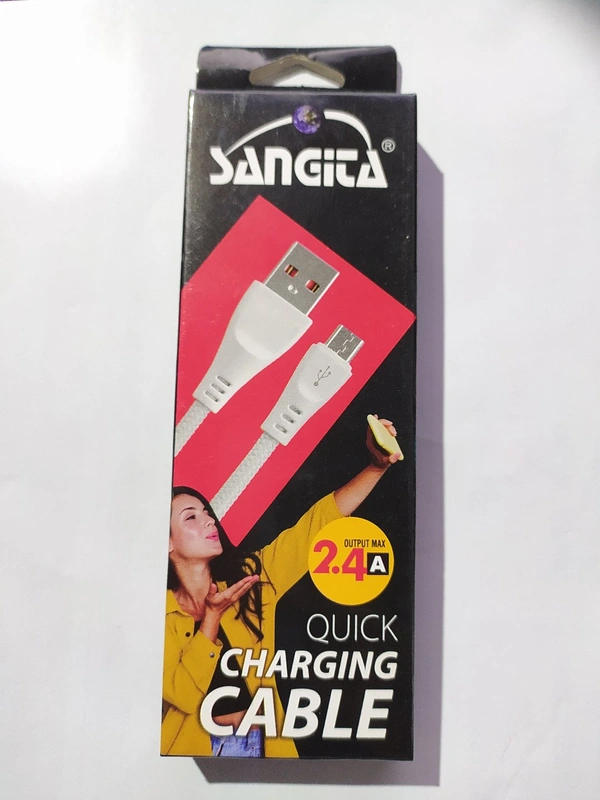 SANGITA®
OUTPUT MAX
2.4A
QUICK
CHARGING
CABLE